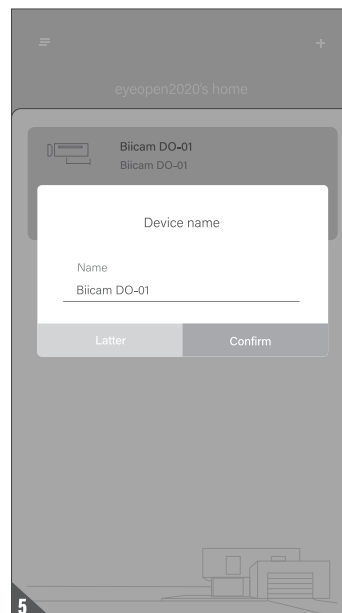 +
eyeopen2020's home
Biicam DO-01
Biicam DO-01
Device name
Name
Biicam DO-01
Latter
Confirm
5